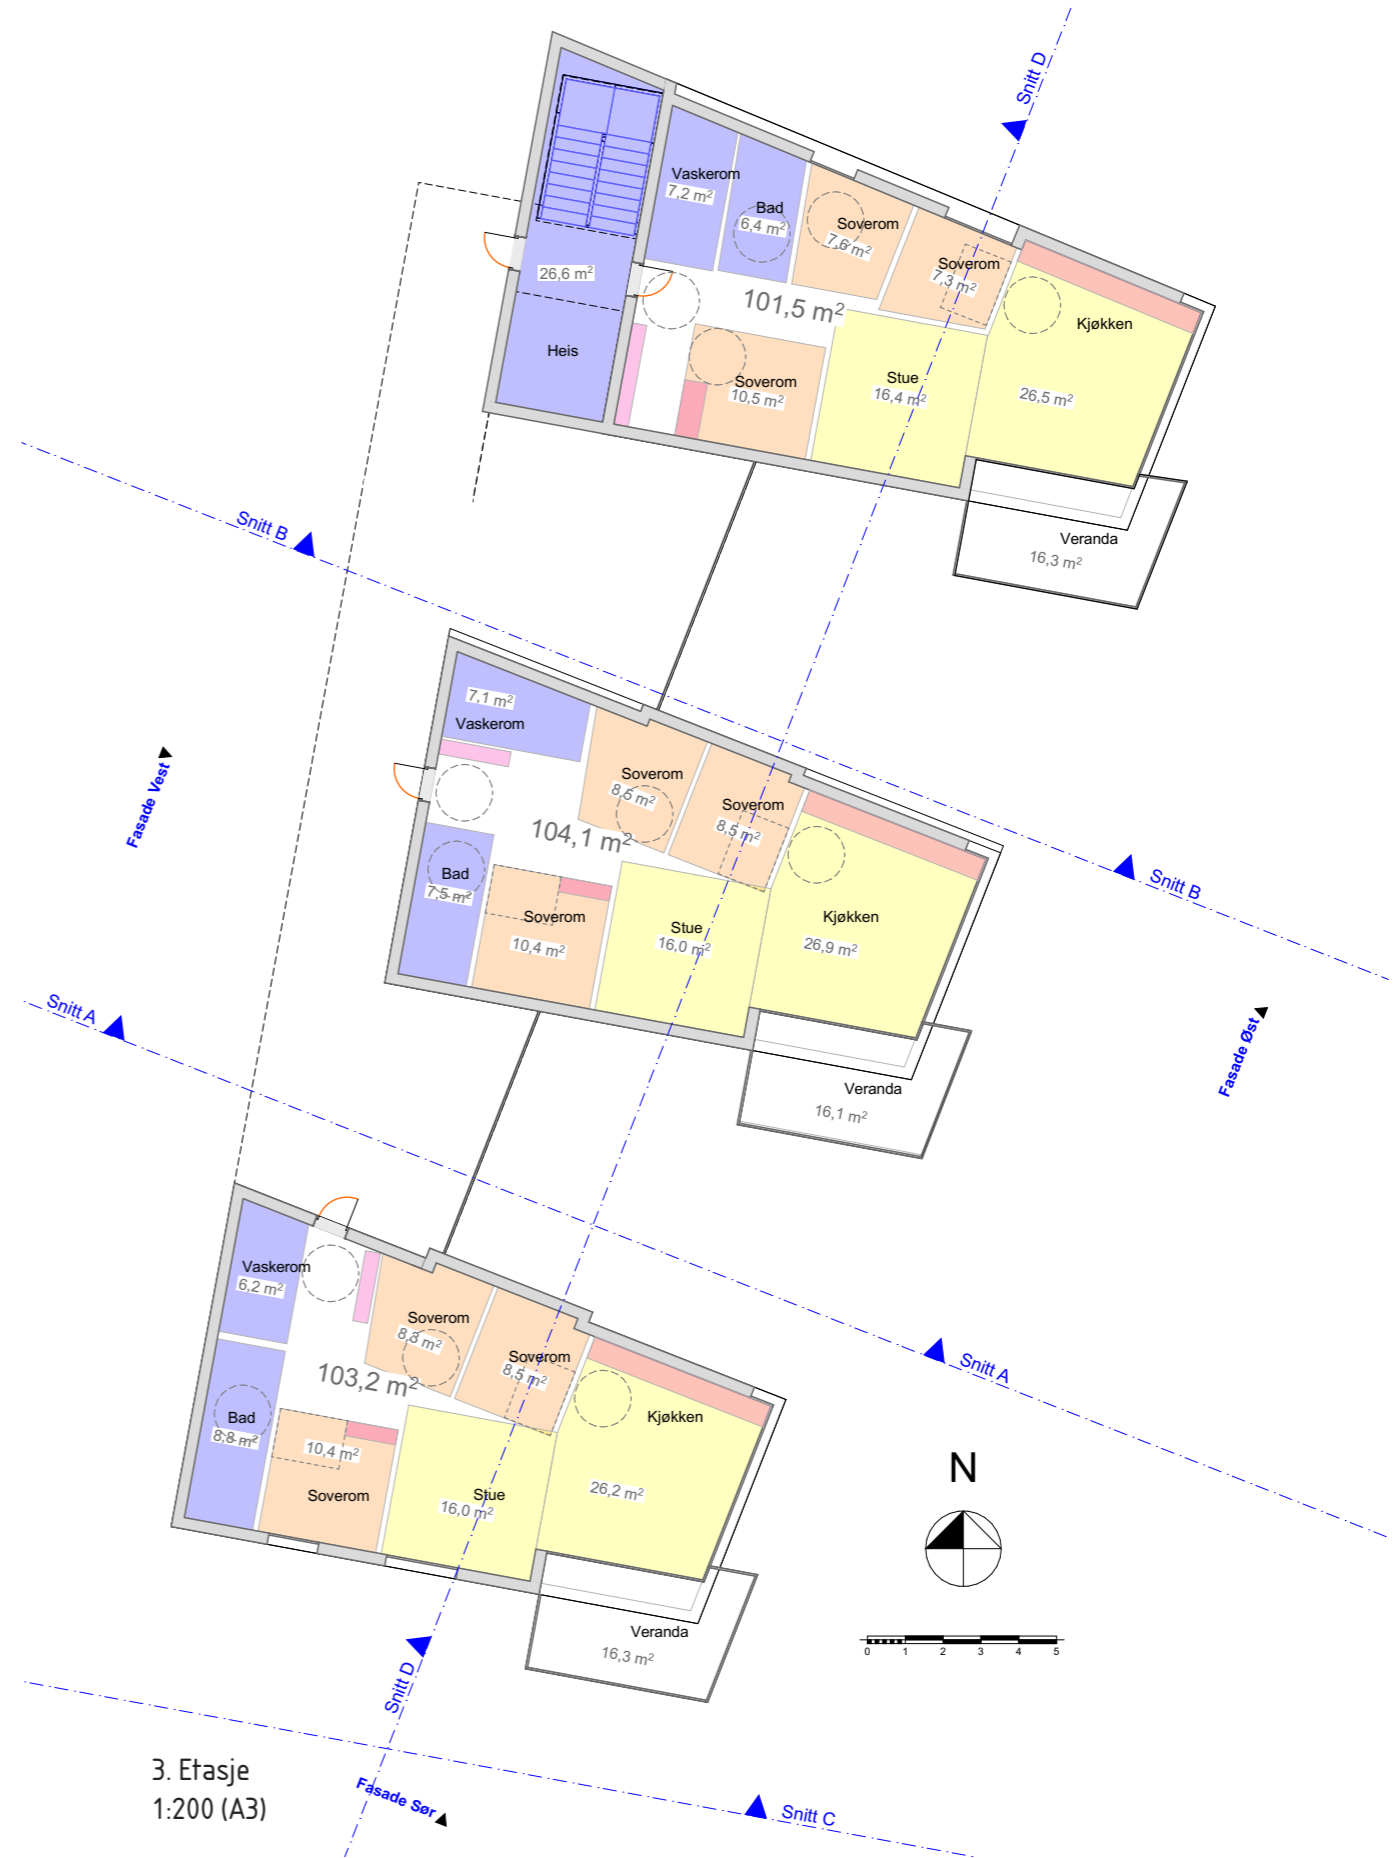 Snitt D
Vaskerom
7,2 m²
Bad
6,4 m²
Soverom
7,6 m²
Soverom
7,3 m²
Kjøkken
26,5 m²
26,6 m²
101,5 m²
Heis
Soverom
10,5 m²
Stue
16,4 m²
Veranda
16,3 m²
Snitt B
7,1 m²
Vaskerom
Soverom
8,5 m²
Soverom
8,5 m²
104,1 m²
Fasade Vest
Bad
7,5 m²
Soverom
10,4 m²
Stue
16,0 m²
Kjøkken
26,9 m²
Snitt B
Snitt A
Fasade Øst
Veranda
16,1 m²
Vaskerom
6,2 m²
Soverom
8,3 m²
Soverom
8,5 m²
Snitt A
103,2 m²
Bad
8,8 m²
10,4 m²
Soverom
Stue
16,0 m²
Kjøkken
26,2 m²
N
Veranda
16,3 m²
0 1 2 3 4 5
Snitt D
3. Etasje
1:200 (A3)
Fasade Sør
Snitt C